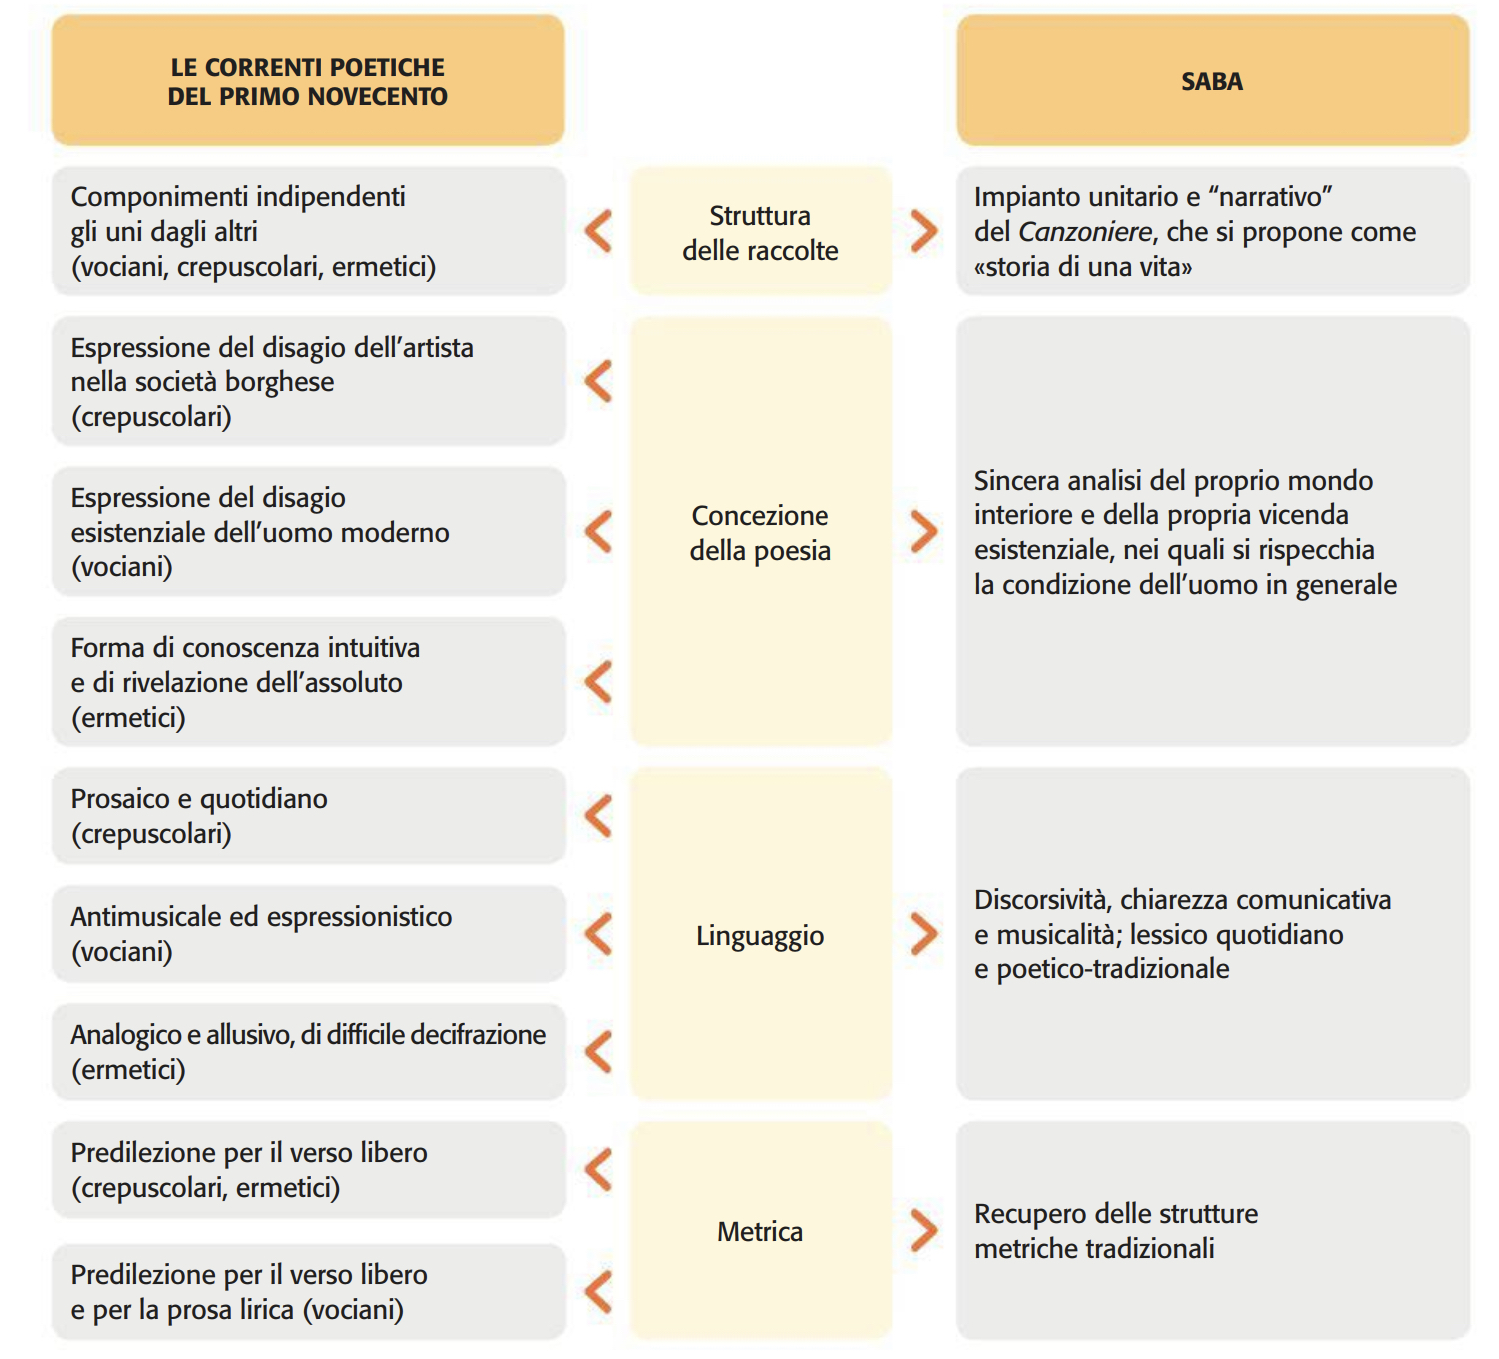 LE CORRENTI POETICHE
DEL PRIMO NOVECENTO
SABA
Componimenti indipendenti
gli uni dagli altri
(vociani, crepuscolari, ermetici)
Struttura
delle raccolte
Impianto unitario e “narrativo”
del Canzoniere, che si propone come
«storia di una vita»
Espressione del disagio dell’artista
nella società borghese
(crepuscolari)
Espressione del disagio
esistenziale dell’uomo moderno
(vociani)
Forma di conoscenza intuitiva
e di rivelazione dell’assoluto
(ermetici)
Concezione
della poesia
Sincera analisi del proprio mondo
interiore e della propria vicenda
esistenziale, nei quali si rispecchia
la condizione dell’uomo in generale
Prosaico e quotidiano
(crepuscolari)
Antimusicale ed espressionistico
(vociani)
Analogico e allusivo, di difficile decifrazione
(ermetici)
Linguaggio
Discorsività, chiarezza comunicativa
e musicalità; lessico quotidiano
e poetico-tradizionale
Predilezione per il verso libero
(crepuscolari, ermetici)
Predilezione per il verso libero
e per la prosa lirica (vociani)
Metrica
Recupero delle strutture
metriche tradizionali